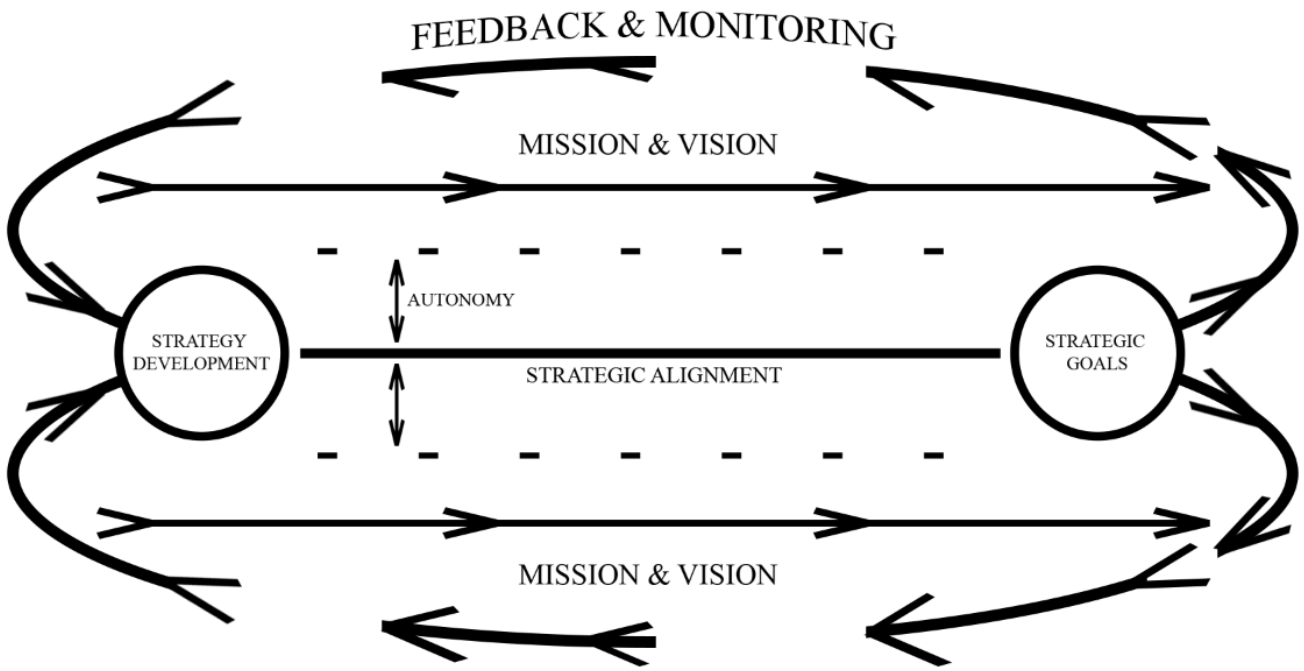 FEEDBACK & MONITORING
MISSION & VISION
AUTONOMY
STRATEGY
DEVELOPMENT
STRATEGIC
GOALS
STRATEGIC ALIGNMENT
MISSION & VISION